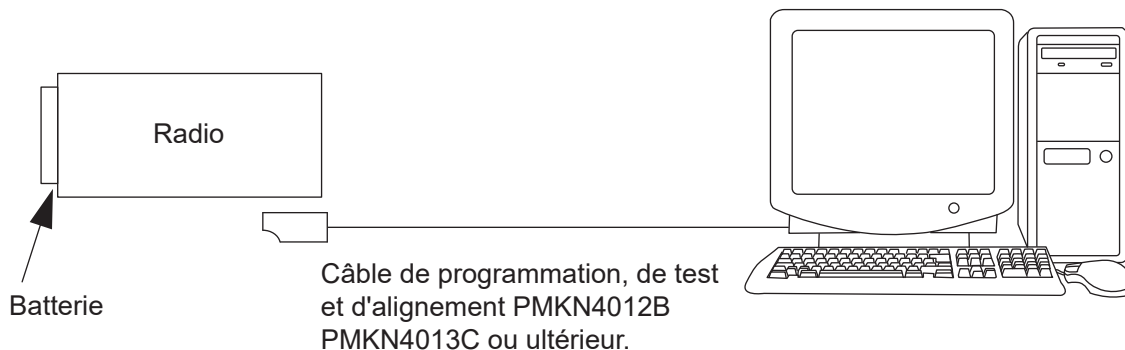 Radio
Batterie
Câble de programmation, de test
et d'alignement PMKN4012B
PMKN4013C ou ultérieur.